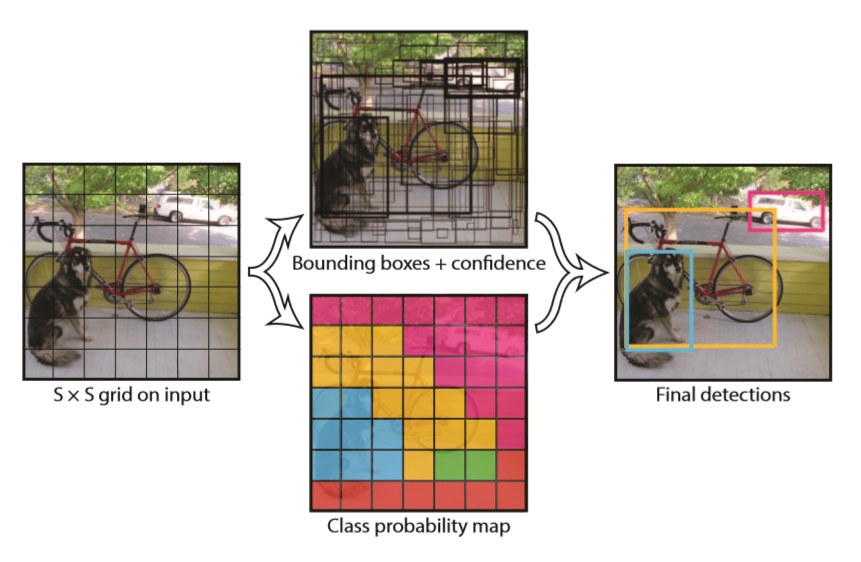 Bounding boxes + confidence
S × S grid on input
Final detections
Class probability map